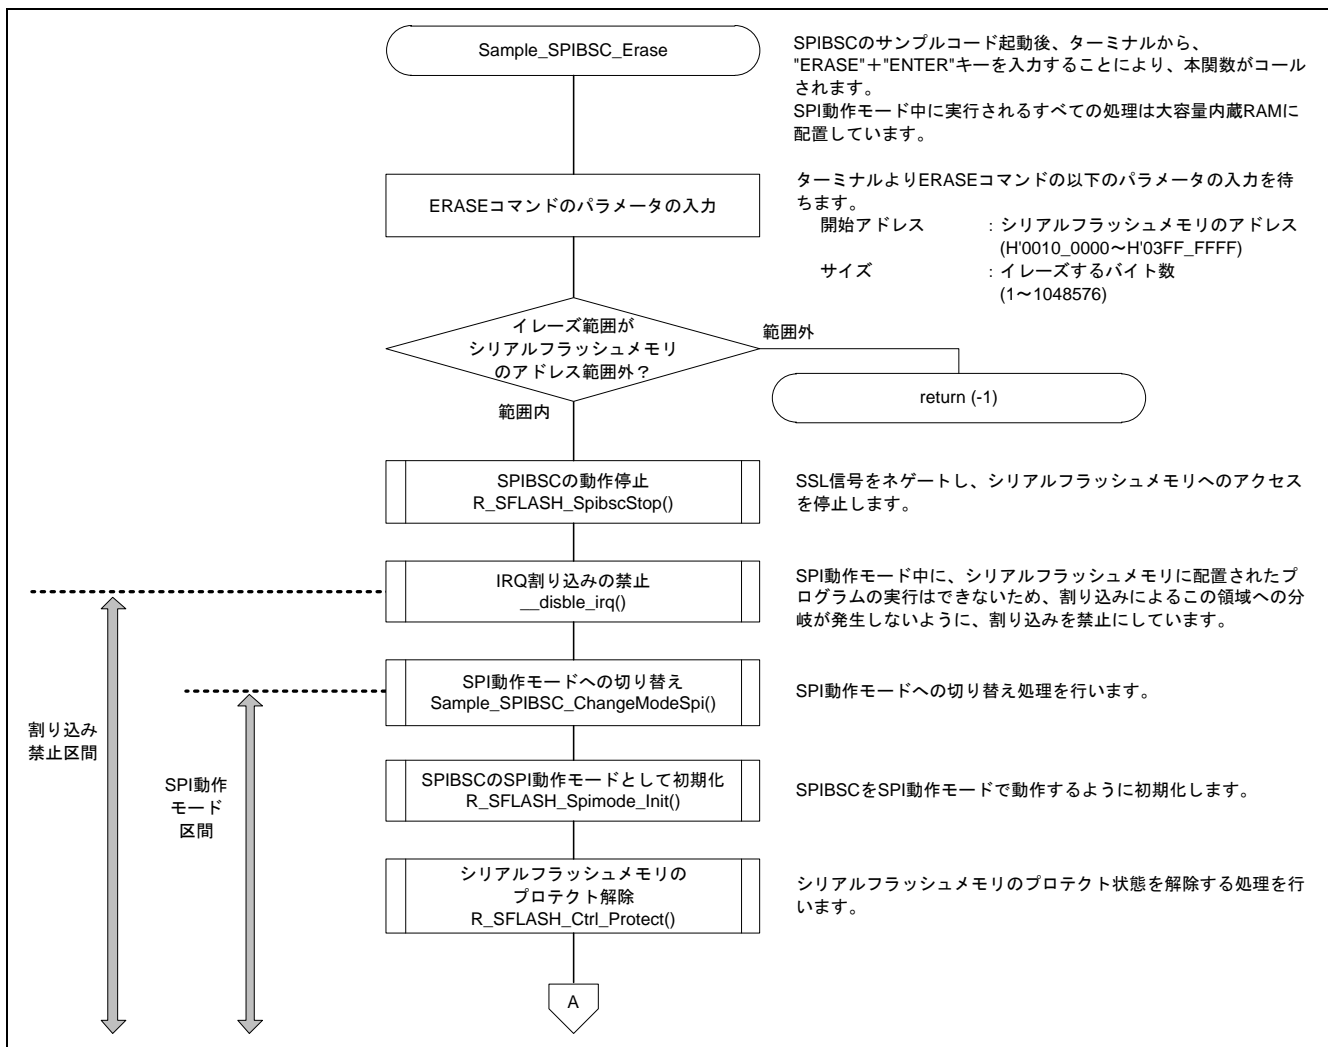 Sample_SPIBSC_Erase
SPIBSCのサンプルコード起動後、ターミナルから、
"ERASE"＋"ENTER"キーを入力することにより、本関数がコール
されます。
SPI動作モード中に実行されるすべての処理は大容量内蔵RAMに
配置しています。
ERASEコマンドのパラメータの入力
ターミナルよりERASEコマンドの以下のパラメータの入力を待
ちます。
開始アドレス ：シリアルフラッシュメモリのアドレス
(H'0010_0000～H'03FF_FFFF)
サイズ ：イレーズするバイト数
(1～1048576)
イレーズ範囲が
シリアルフラッシュメモリ
のアドレス範囲外？
範囲外
return (-1)
範囲内
SPIBSCの動作停止
R_SFLASH_SpibscStop()
SSL信号をネゲートし、シリアルフラッシュメモリへのアクセス
を停止します。
IRQ割り込みの禁止
__disble_irq()
SPI動作モード中に、シリアルフラッシュメモリに配置されたプ
ログラムの実行はできないため、割り込みによるこの領域への分
岐が発生しないように、割り込みを禁止にしています。
SPI動作モードへの切り替え
Sample_SPIBSC_ChangeModeSpi()
SPI動作モードへの切り替え処理を行います。
割り込み
禁止区間
SPI動作
モード
区間
SPIBSCのSPI動作モードとして初期化
R_SFLASH_Spimode_Init()
SPIBSCをSPI動作モードで動作するように初期化します。
シリアルフラッシュメモリの
プロテクト解除
R_SFLASH_Ctrl_Protect()
シリアルフラッシュメモリのプロテクト状態を解除する処理を行
います。
A